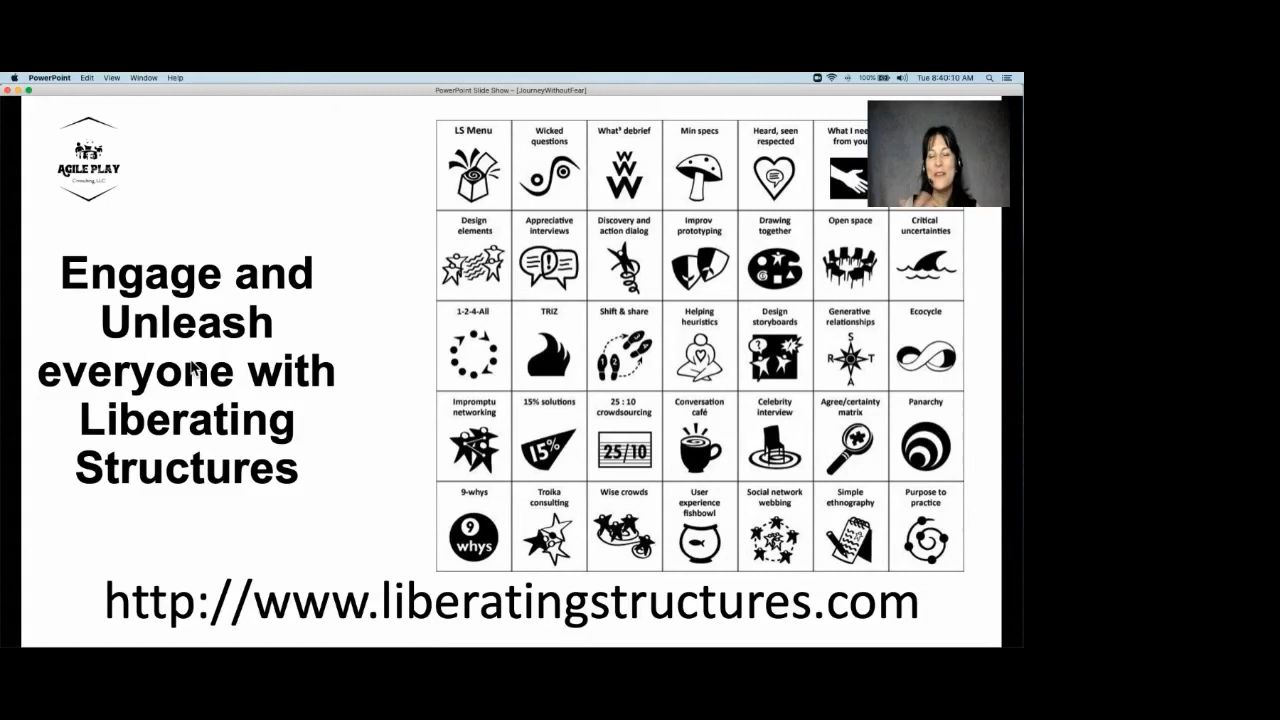 PowerPoint Edit View Window Help
100% Tue 8:40:10 AM
PowerPoint Slide Show - [JourneyWithoutFear]
AGILE PLAY
Consulting, LLC
Engage and
Unleash
everyone with
Liberating
Structures
LS Menu
Wicked
questions
What³ debrief
W
W
W
Min specs
Heard, seen
respected
What I
from you
Design
elements
Appreciative
interviews
Discovery and
action dialog
Improv
prototyping
Drawing
together
Open space
Critical
uncertainties
1-2-4-All
TRIZ
Shift & share
Helping
heuristics
Design
storyboards
Generative
relationships
S
R T
A
Ecocycle
Impromptu
networking
15% solutions
15%
25 : 10
crowdsourcing
25/10
Conversation
café
Celebrity
interview
Agree/certainty
matrix
Panarchy
9-whys
9
whys
Troika
consulting
Wise crowds
User
experience
fishbowl
Social network
webbing
Simple
ethnography
Purpose to
practice
http://www.liberatingstructures.com